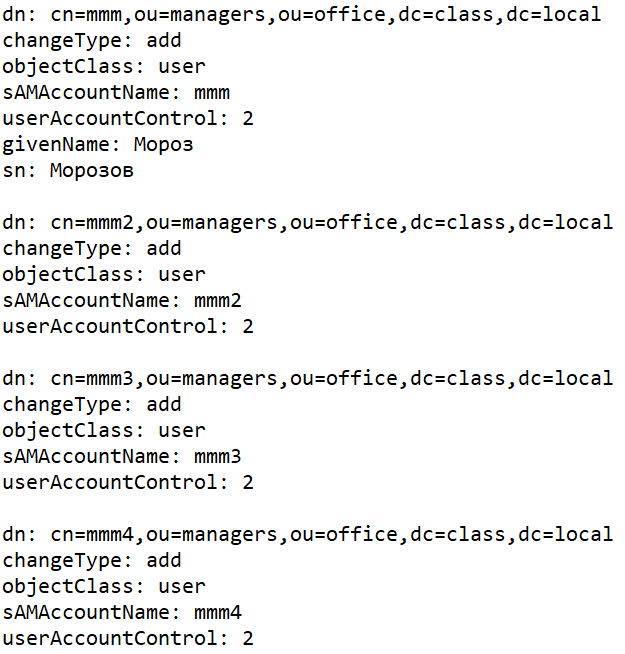 dn: cn=mmm,ou=managers,ou=office,dc=class,dc=local
changeType: add
objectClass: user
sAMAccountName: mmm
userAccountControl: 2
givenName: Мороз
sn: Морозов

dn: cn=mmm2,ou=managers,ou=office,dc=class,dc=local
changeType: add
objectClass: user
sAMAccountName: mmm2
userAccountControl: 2

dn: cn=mmm3,ou=managers,ou=office,dc=class,dc=local
changeType: add
objectClass: user
sAMAccountName: mmm3
userAccountControl: 2

dn: cn=mmm4,ou=managers,ou=office,dc=class,dc=local
changeType: add
objectClass: user
sAMAccountName: mmm4
userAccountControl: 2